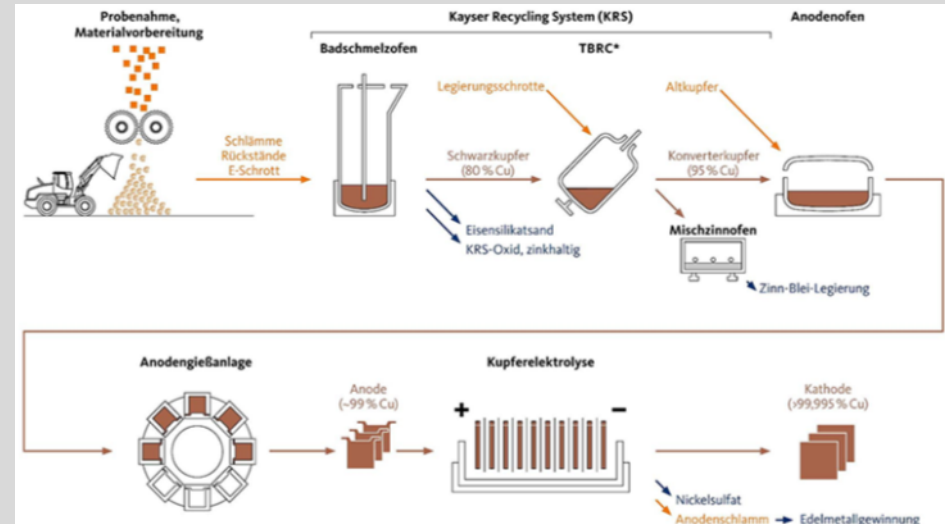 Probenahme,
Materialvorbereitung
Kayser Recycling System (KRS)
Anodenofen
Badschmelzofen
TBRC*
Legierungsschrotte
Altkupfer
Schlämme
Rückstände
E-Schrott
Schwarzkupfer
(80 % Cu)
Konverterkupfer
(95 % Cu)
Eisensilikatsand
KRS-Oxid, zinkhaltig
Mischzinnofen
Zinn-Blei-Legierung
Anodengießanlage
Kupferelektrolyse
Anode
(~99 % Cu)
+
–
Kathode
(>99,995 % Cu)
Nickelsulfat
Anodenschlamm
Edelmetallgewinnung